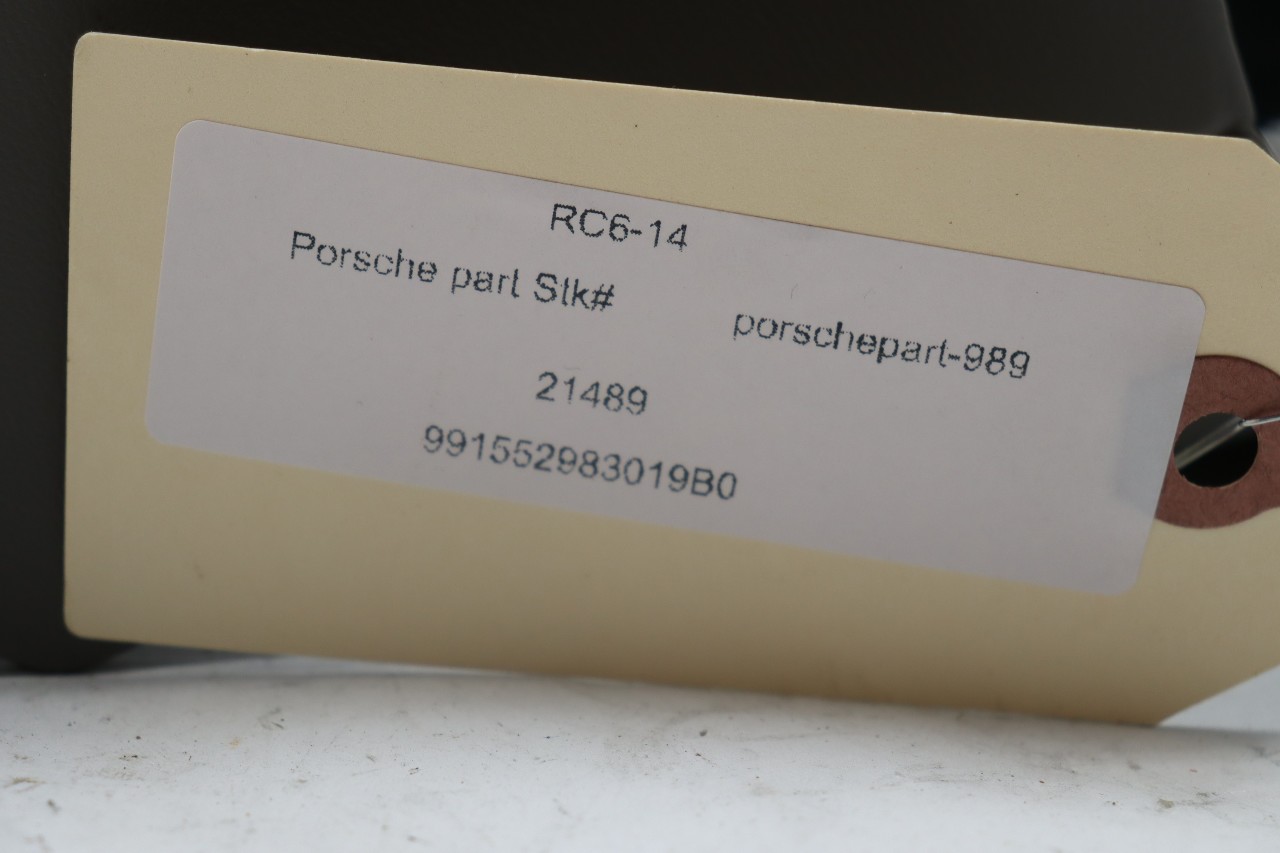 RC6-14
Porsche part Stk# porschepart-989
21489
991552983019B0